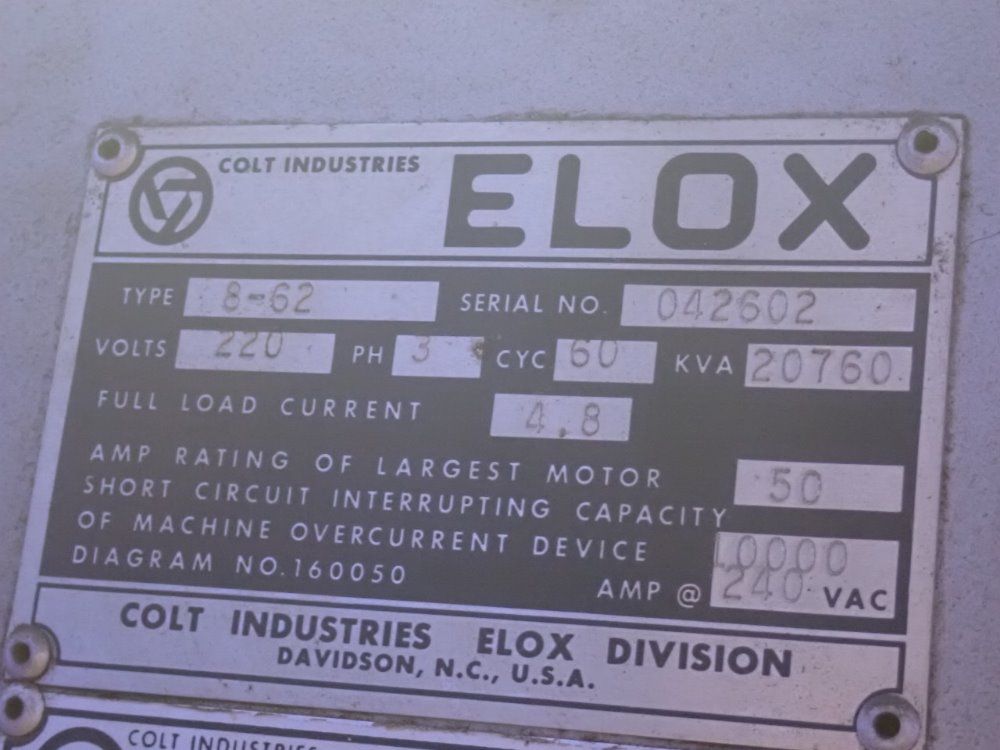 COLT INDUSTRIES ELOX
TYPE 8-62 SERIAL NO. 042602
VOLTS 220 PH 3 CYC 60 KVA 20760
FULL LOAD CURRENT 4.8
AMP RATING OF LARGEST MOTOR 50
SHORT CIRCUIT INTERRUPTING CAPACITY
OF MACHINE OVERCURRENT DEVICE 10000
DIAGRAM NO. 160050 AMP @ 240 VAC
COLT INDUSTRIES ELOX DIVISION
DAVIDSON, N.C., U.S.A.
COLT INDUSTRIES